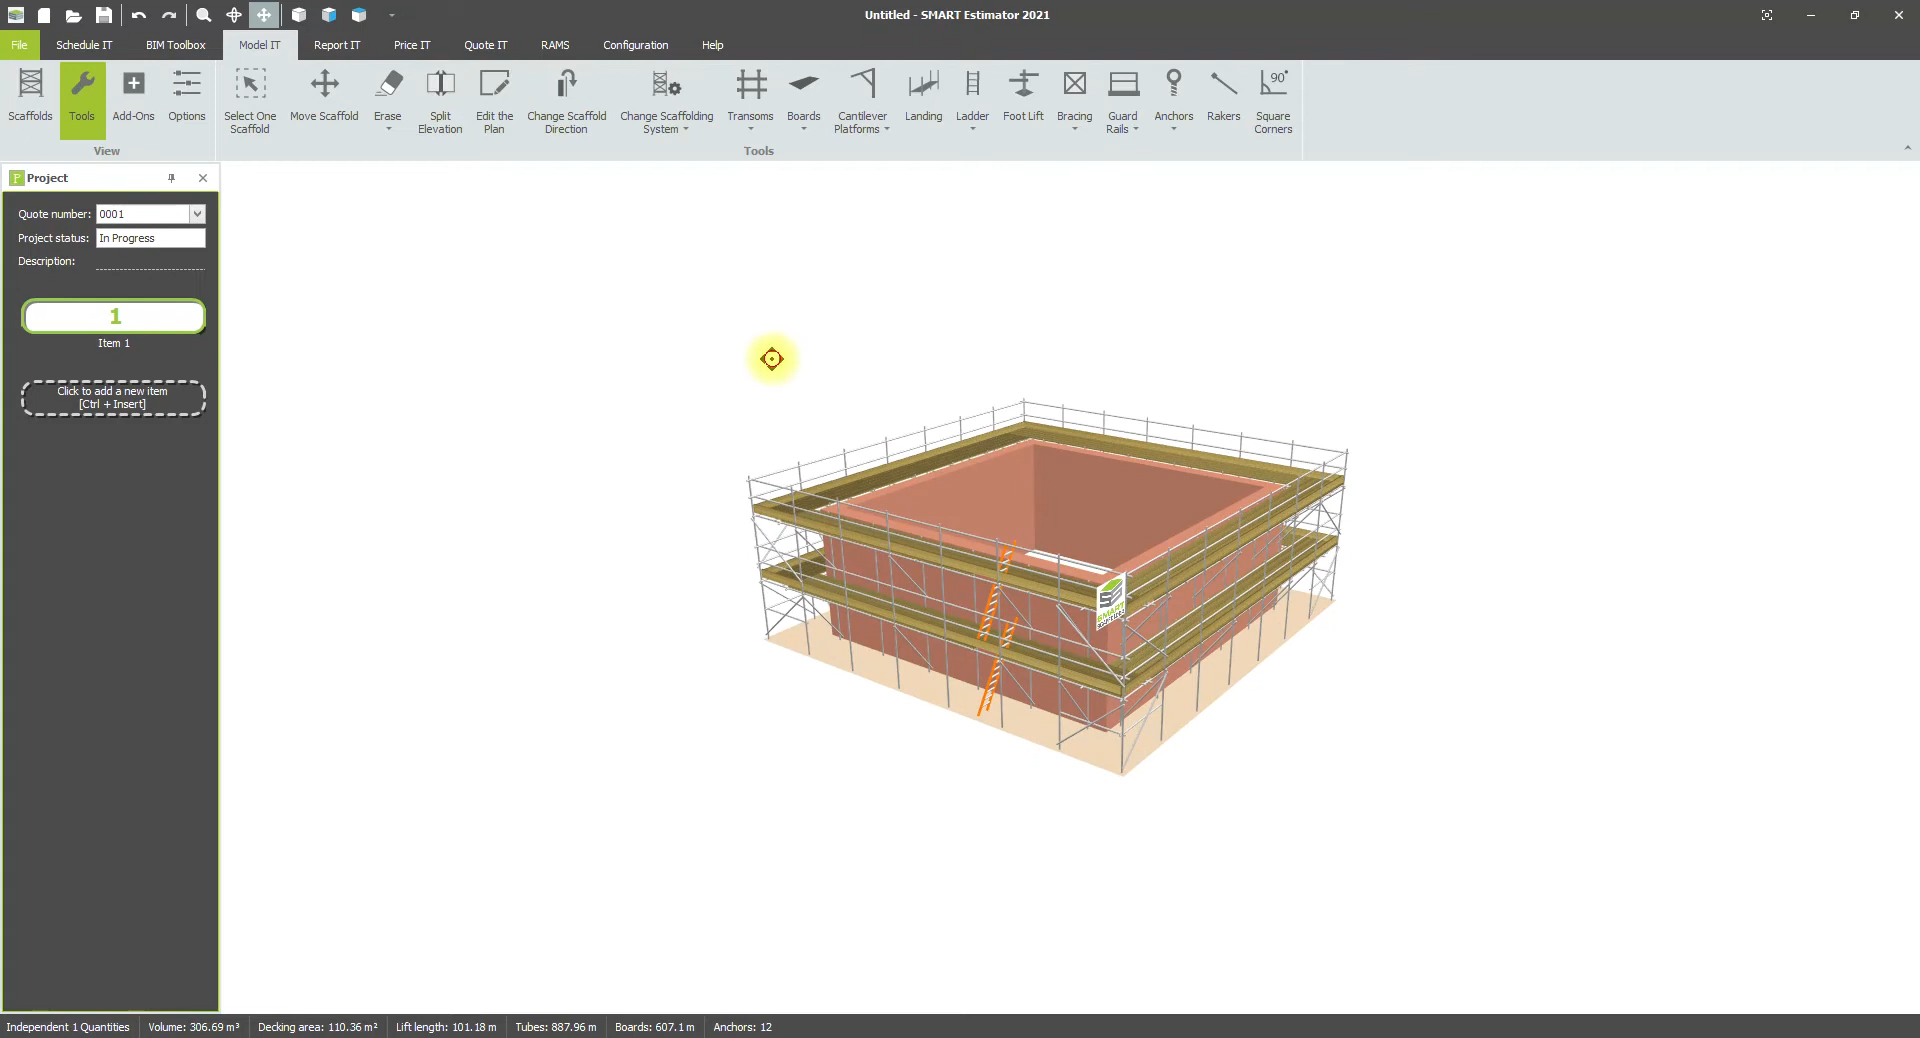 Untitled - SMART Estimator 2021
File Schedule IT BIM Toolbox Model IT Report IT Price IT Quote IT RAMS Configuration Help
Scaffolds Tools Add-Ons Options Select One Scaffold Move Scaffold Erase Split Elevation Edit the Plan Change Scaffold Direction Change Scaffolding System Transoms Boards Cantilever Platforms Landing Ladder Foot Lift Bracing Guard Rails Anchors Rakers 90° Square Corners
View Tools
P Project
Quote number: 0001
Project status: In Progress
Description:
1
Item 1
Click to add a new item
[Ctrl + Insert]
SMART
Independent 1 Quantities Volume: 306.69 m³ Decking area: 110.36 m² Lift length: 101.18 m Tubes: 887.96 m Boards: 607.1 m Anchors: 12